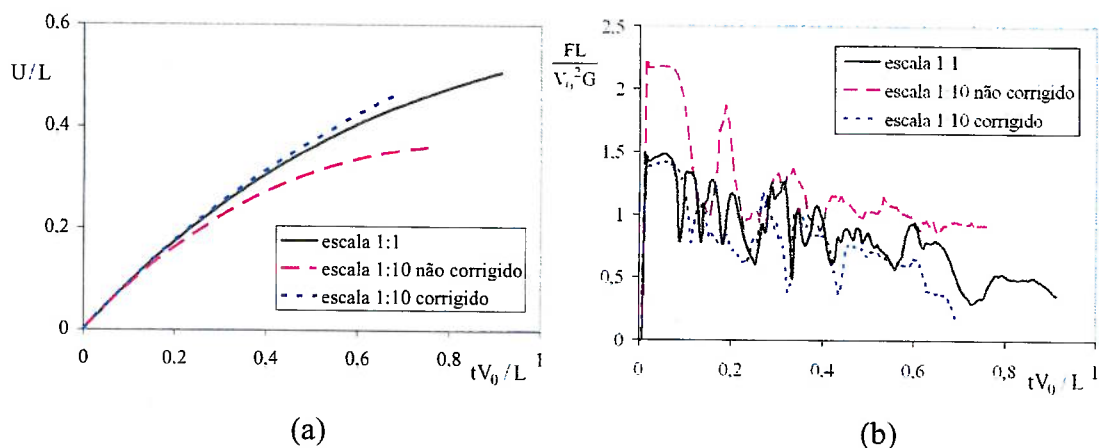 0.6
U/L
0.4
0.2
0
0
0.2
0.4
0.6
0.8
1
tV₀/L
escala 1:1
escala 1:10 não corrigido
escala 1:10 corrigido
(a)
2.5
FL
V₀²G
2
1.5
1
0.5
0
0
0,2
0,4
0,6
0,8
1
tV₀/L
escala 1:1
escala 1:10 não corrigido
escala 1:10 corrigido
(b)